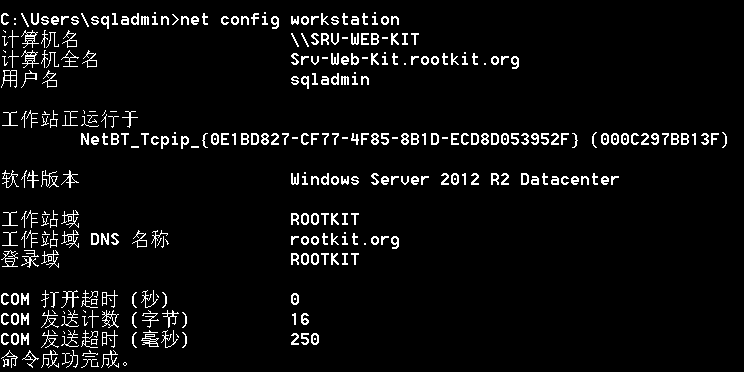 C:\Users\sqladmin>net config workstation
计算机名 \\SRV-WEB-KIT
计算机全名 Srv-Web-Kit.rootkit.org
用户名 sqladmin
工作站正运行于
NetBT_Tcpip_{0E1BD827-CF77-4F85-8B1D-ECD8D053952F} (000C297BB13F)
软件版本 Windows Server 2012 R2 Datacenter
工作站域 ROOTKIT
工作站域 DNS 名称 rootkit.org
登录域 ROOTKIT
COM 打开超时 (秒) 0
COM 发送计数 (字节) 16
COM 发送超时 (毫秒) 250
命令成功完成。